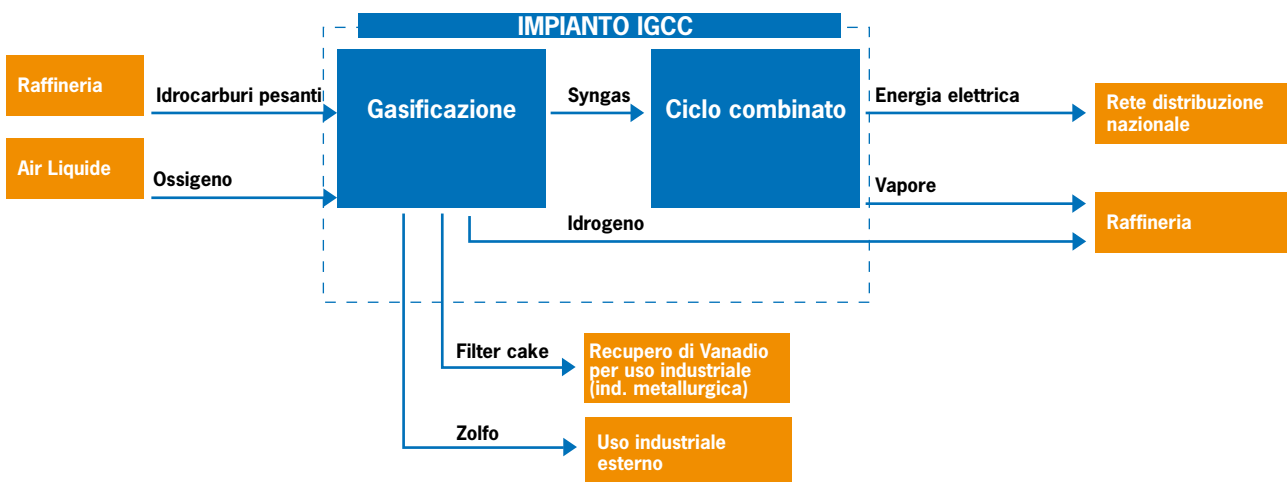 IMPIANTO IGCC
Raffineria
Idrocarburi pesanti
Gasificazione
Syngas
Ciclo combinato
Energia elettrica
Rete distribuzione
nazionale
Air Liquide
Ossigeno
Vapore
Idrogeno
Raffineria
Filter cake
Recupero di Vanadio
per uso industriale
(ind. metallurgica)
Zolfo
Uso industriale
esterno